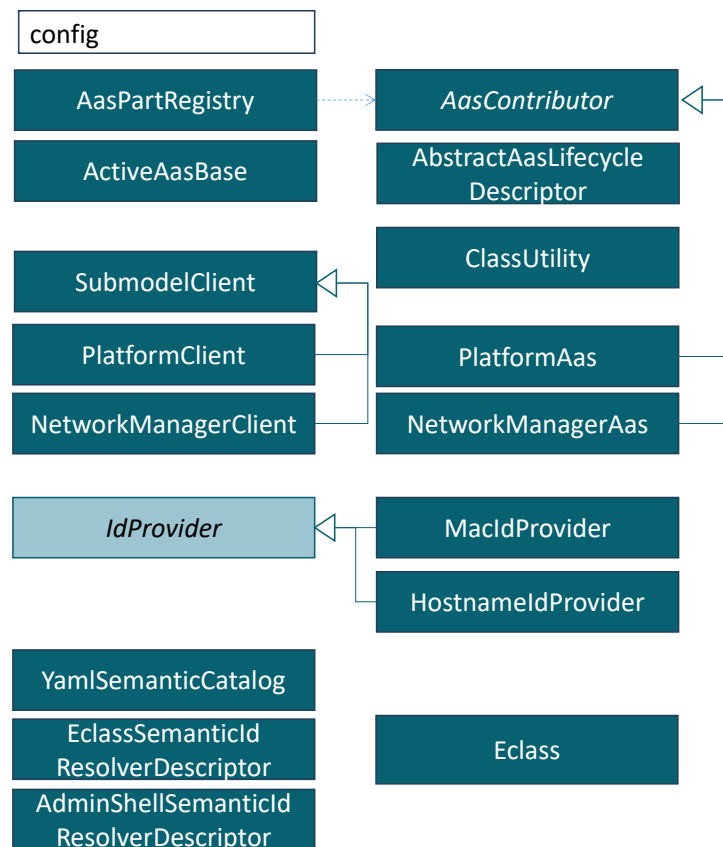 config
AasPartRegistry
AasContributor
ActiveAasBase
AbstractAasLifecycle
Descriptor
SubmodelClient
ClassUtility
PlatformClient
PlatformAas
NetworkManagerClient
NetworkManagerAas
IdProvider
MacIdProvider
HostnameIdProvider
YamlSemanticCatalog
EclassSemanticId
ResolverDescriptor
Eclass
AdminShellSemanticId
ResolverDescriptor